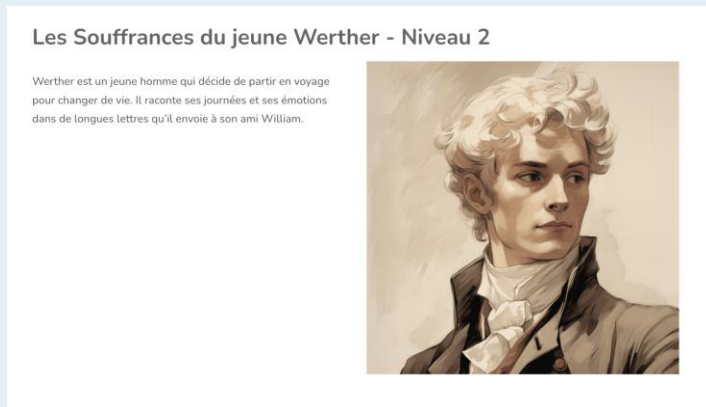 Les Souffrances du jeune Werther - Niveau 2
Werther est un jeune homme qui décide de partir en voyage
pour changer de vie. Il raconte ses journées et ses émotions
dans de longues lettres qu'il envoie à son ami William.